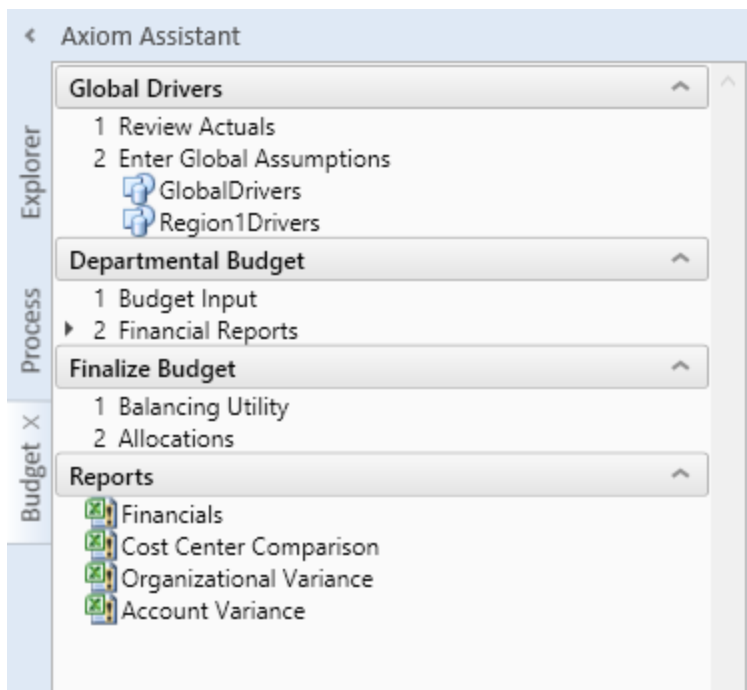 Axiom Assistant
Global Drivers
1 Review Actuals
2 Enter Global Assumptions
GlobalDrivers
Region1Drivers
Departmental Budget
1 Budget Input
2 Financial Reports
Finalize Budget
1 Balancing Utility
2 Allocations
Reports
Financials
Cost Center Comparison
Organizational Variance
Account Variance
Explorer
Process
Budget